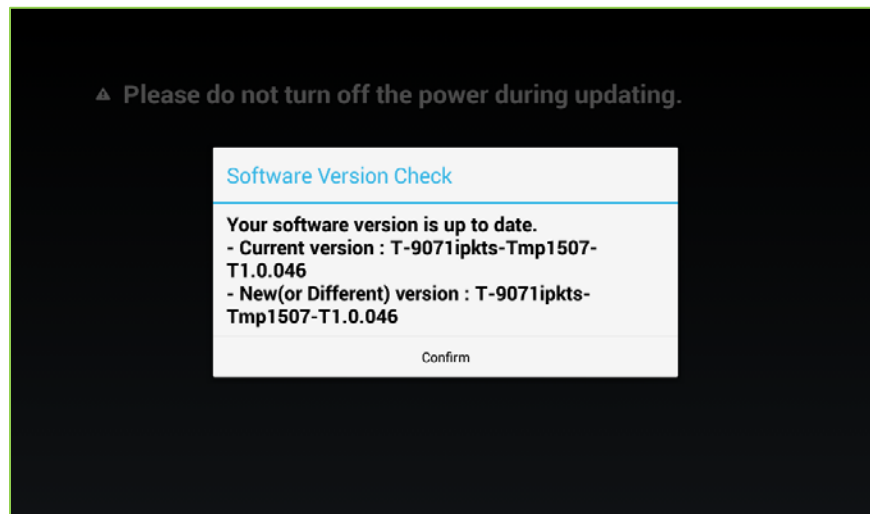 ⚠ Please do not turn off the power during updating.
Software Version Check
Your software version is up to date.
- Current version : T-9071ipkts-Tmp1507-
T1.0.046
- New(or Different) version : T-9071ipkts-
Tmp1507-T1.0.046
Confirm